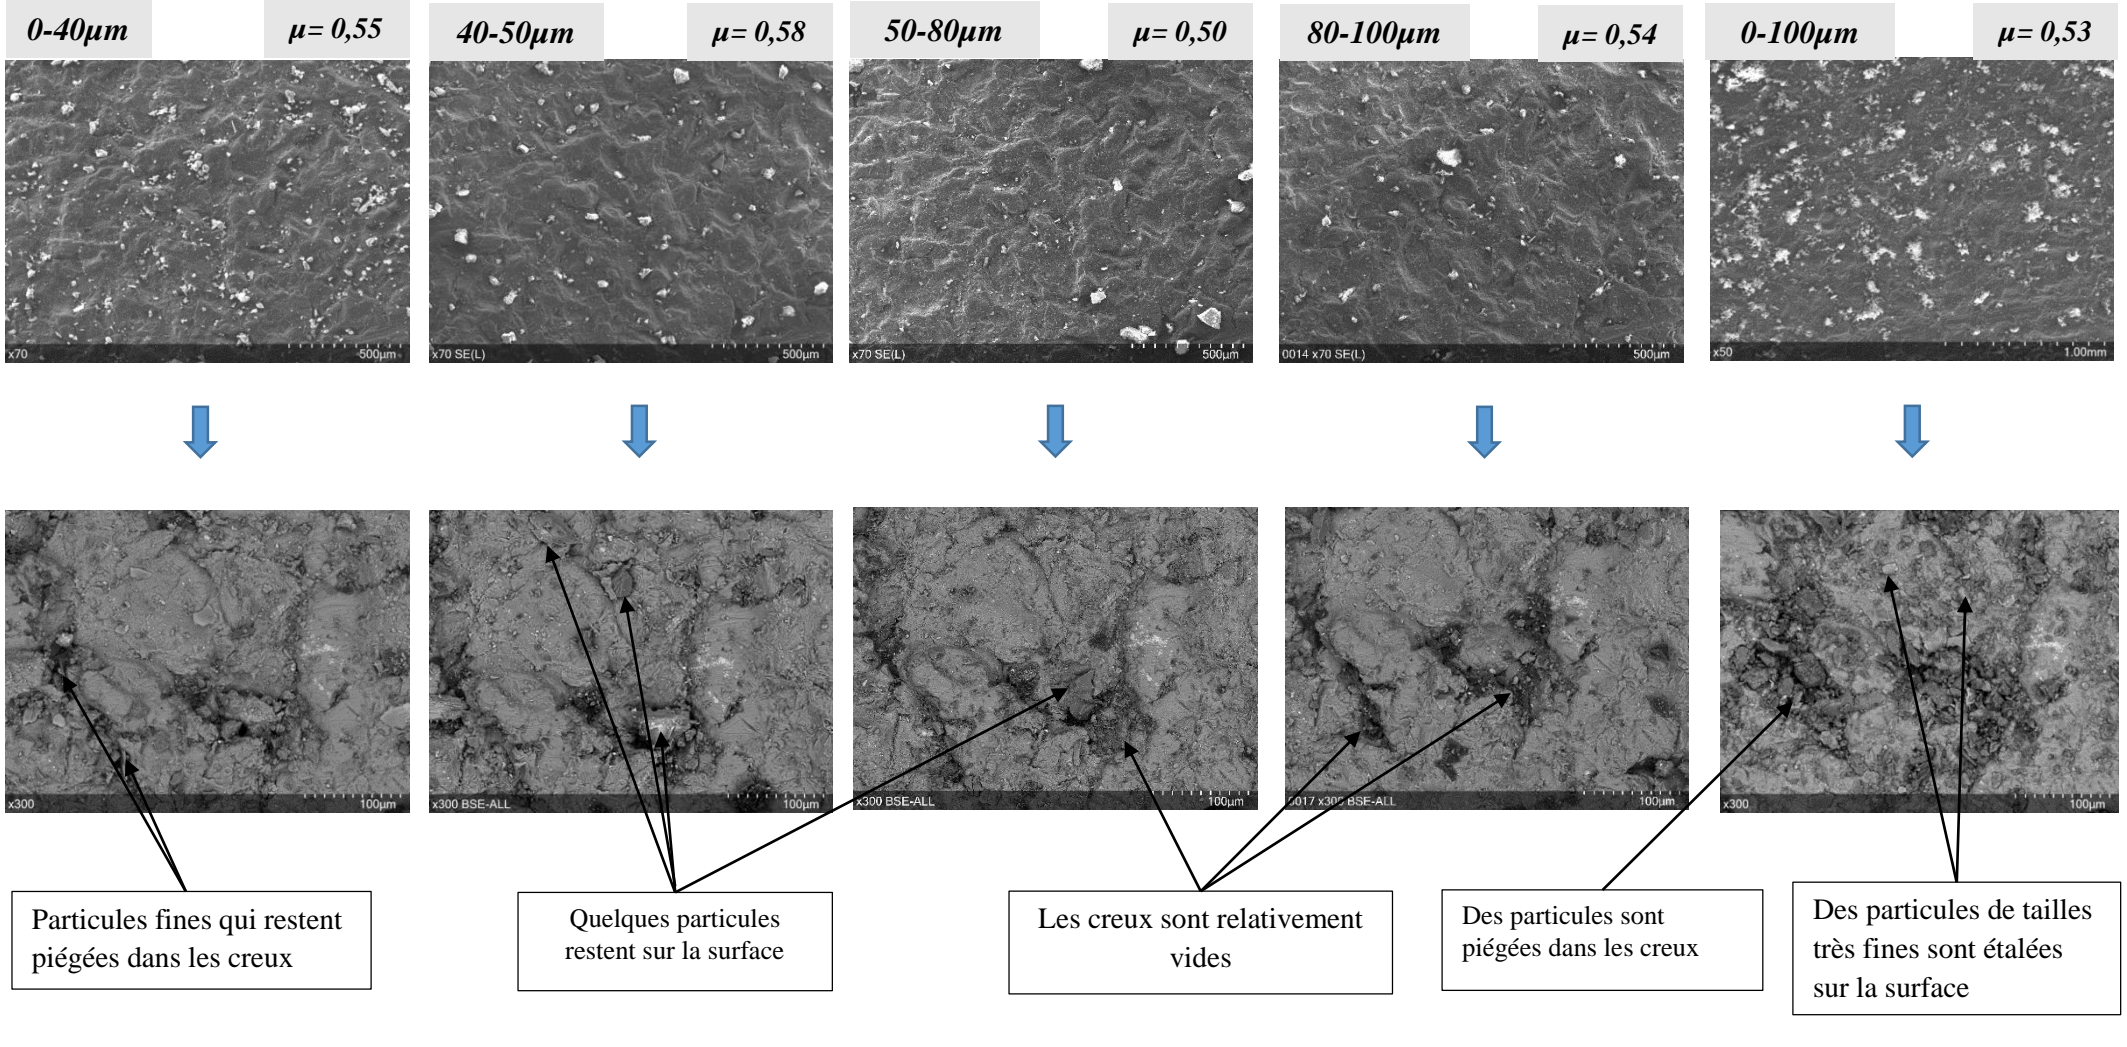 0-40µm
µ= 0,55
40-50µm
µ= 0,58
50-80µm
µ= 0,50
80-100µm
µ= 0,54
0-100µm
µ= 0,53
x70
500µm
x70 SE(L)
500µm
x70 SE(L)
500µm
0014 x70 SE(L)
500µm
x50
1.00mm
x300
100µm
x300 BSE-ALL
100µm
x300 BSE-ALL
100µm
0017 x300 BSE-ALL
100µm
x300
100µm
Particules fines qui restent
piégées dans les creux
Quelques particules
restent sur la surface
Les creux sont relativement
vides
Des particules sont
piégées dans les creux
Des particules de tailles
très fines sont étalées
sur la surface